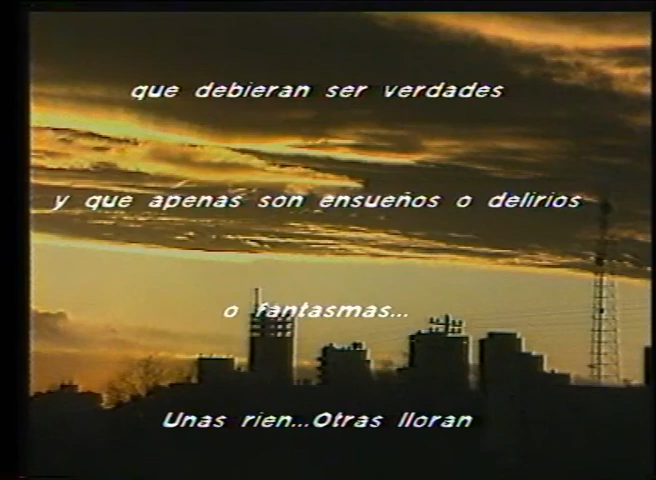 que debieran ser verdades
y que apenas son ensueños o delirios
o fantasmas...
Unas rien...Otras lloran